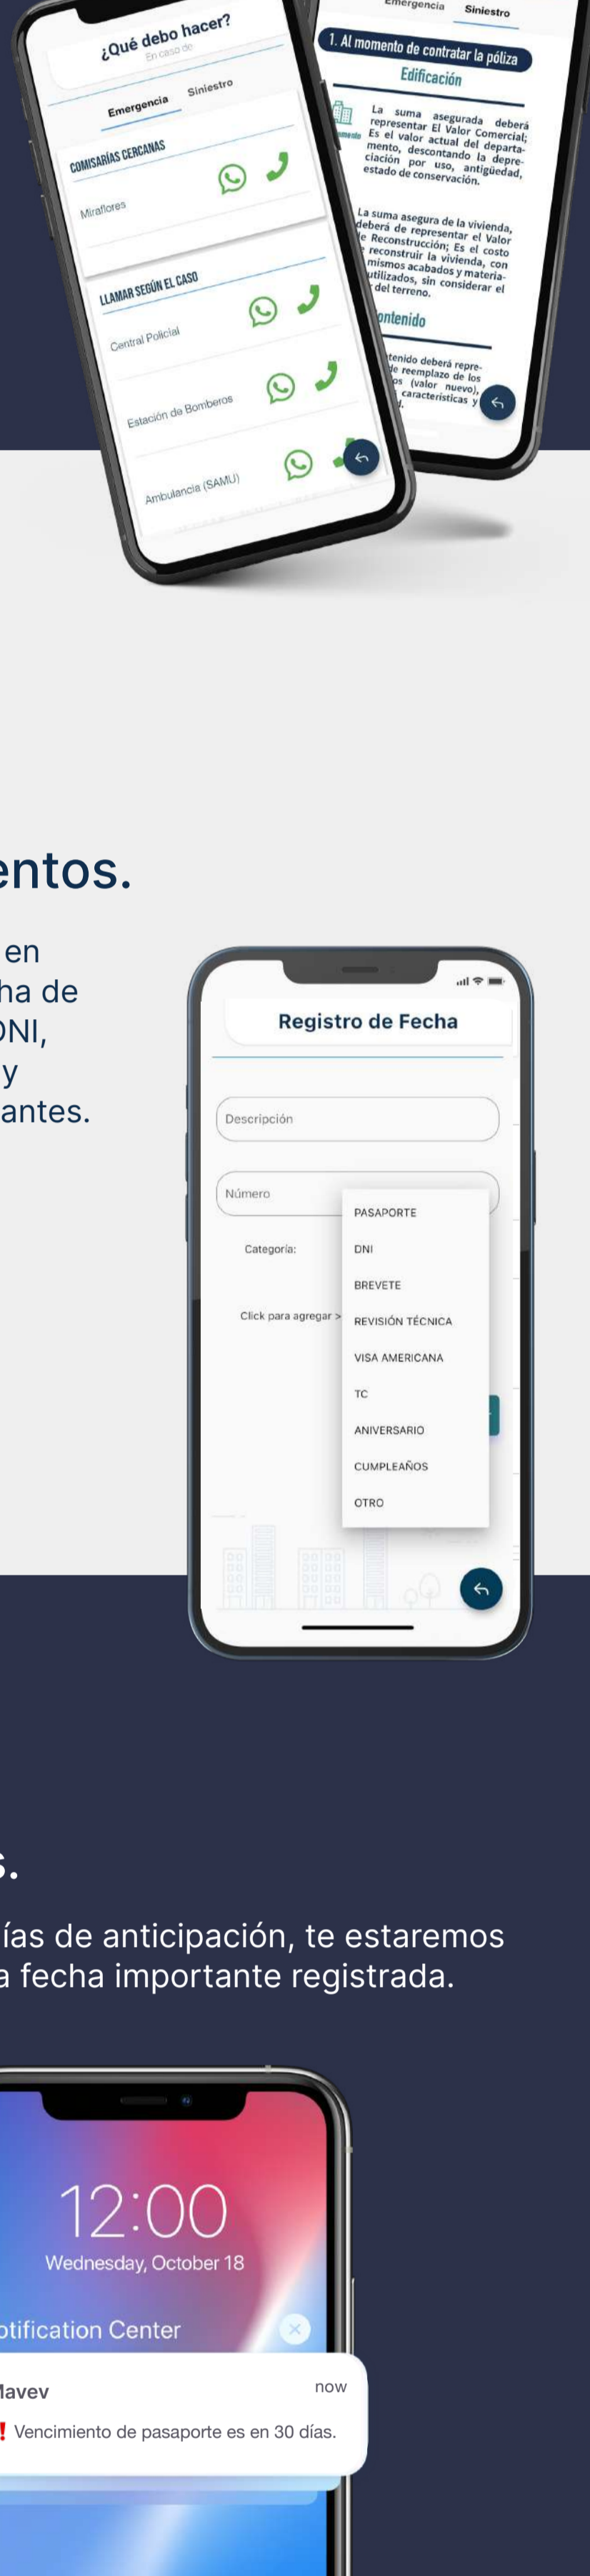 ¿Qué debo hacer?
En caso de
Emergencia
Siniestro
COMISARÍAS CERCANAS
Miraflores
LLAMAR SEGÚN EL CASO
Central Policial
Estación de Bomberos
Ambulancia (SAMU)
Emergencia
Siniestro
1. Al momento de contratar la póliza
Edificación
La suma asegurada deberá
representar El Valor Comercial;
Es el valor actual del departa-
mento, descontando la depre-
ciación por uso, antigüedad,
estado de conservación.
La suma asegura de la vivienda,
deberá de representar el Valor
e Reconstrucción; Es el costo
reconstruir la vivienda, con
mismos acabados y materia-
utilizados, sin considerar el
del terreno.
ontenido
tenido deberá repre-
e reemplazo de los
os (valor nuevo),
características y
entos.
en
ha de
DNI,
y
antes.
Registro de Fecha
Descripción
Número
Categoría:
Click para agregar >
PASAPORTE
DNI
BREVETE
REVISIÓN TÉCNICA
VISA AMERICANA
TC
ANIVERSARIO
CUMPLEAÑOS
OTRO
s.
ías de anticipación, te estaremos
a fecha importante registrada.
12:00
Wednesday, October 18
otification Center
Mavev
now
! Vencimiento de pasaporte es en 30 días.